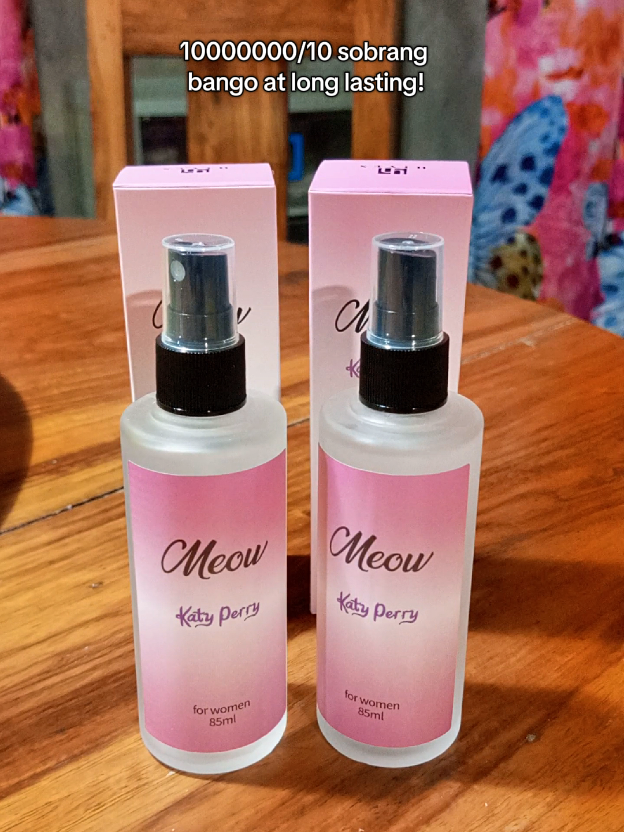 10000000/10 sobrang
bango at long lasting!
Meow
Katy Perry
for women
85ml
Meow
Katy Perry
for women
85ml